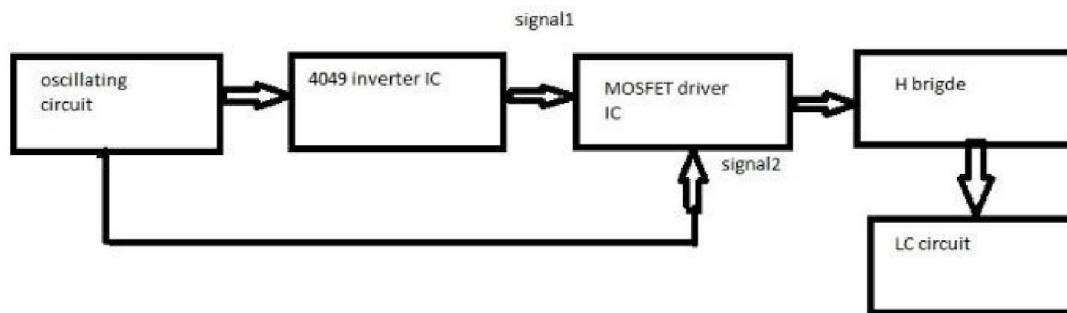 signal1
oscillating
circuit
4049 inverter IC
MOSFET driver
IC
H brigde
signal2
LC circuit